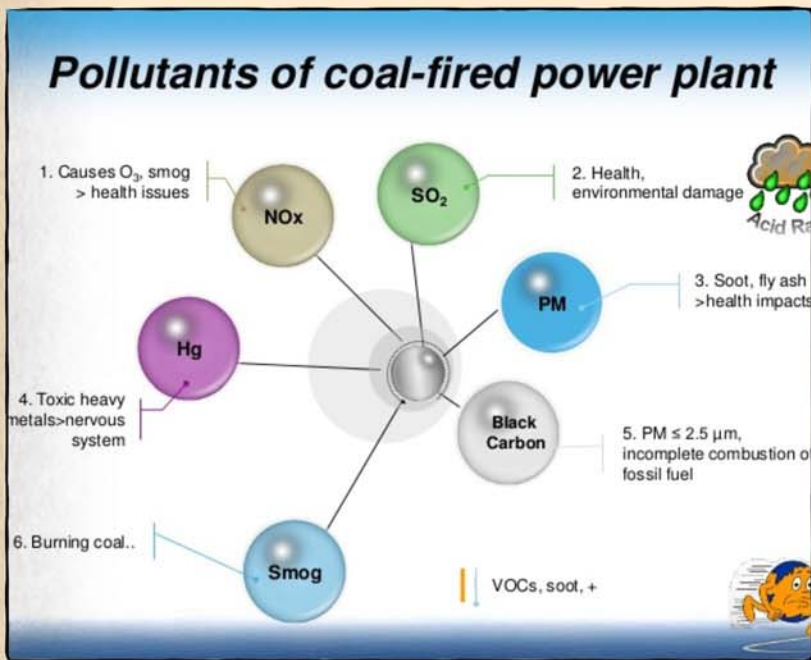 Pollutants of coal-fired power plant
1. Causes O₃, smog
> health issues
NOx
SO₂
2. Health,
environmental damage
Acid
PM
3. Soot, fly ash
>health impacts
Hg
4. Toxic heavy
metals>nervous
system
Black
Carbon
5. PM ≤ 2.5 µm,
incomplete combustion
fossil fuel
6. Burning coal..
Smog
VOCs, soot, +